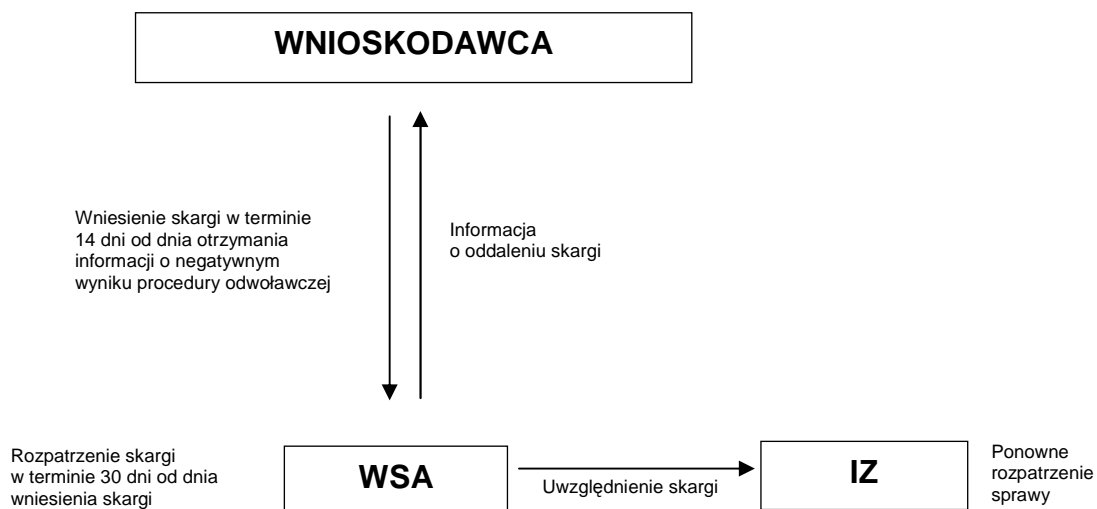 WNIOSKODAWCA
Wniesienie skargi w terminie
14 dni od dnia otrzymania
informacji o negatywnym
wyniku procedury odwoławczej
Informacja
o oddaleniu skargi
Rozpatrzenie skargi
w terminie 30 dni od dnia
wniesienia skargi
WSA
Uwzględnienie skargi
IZ
Ponowne
rozpatrzenie
sprawy